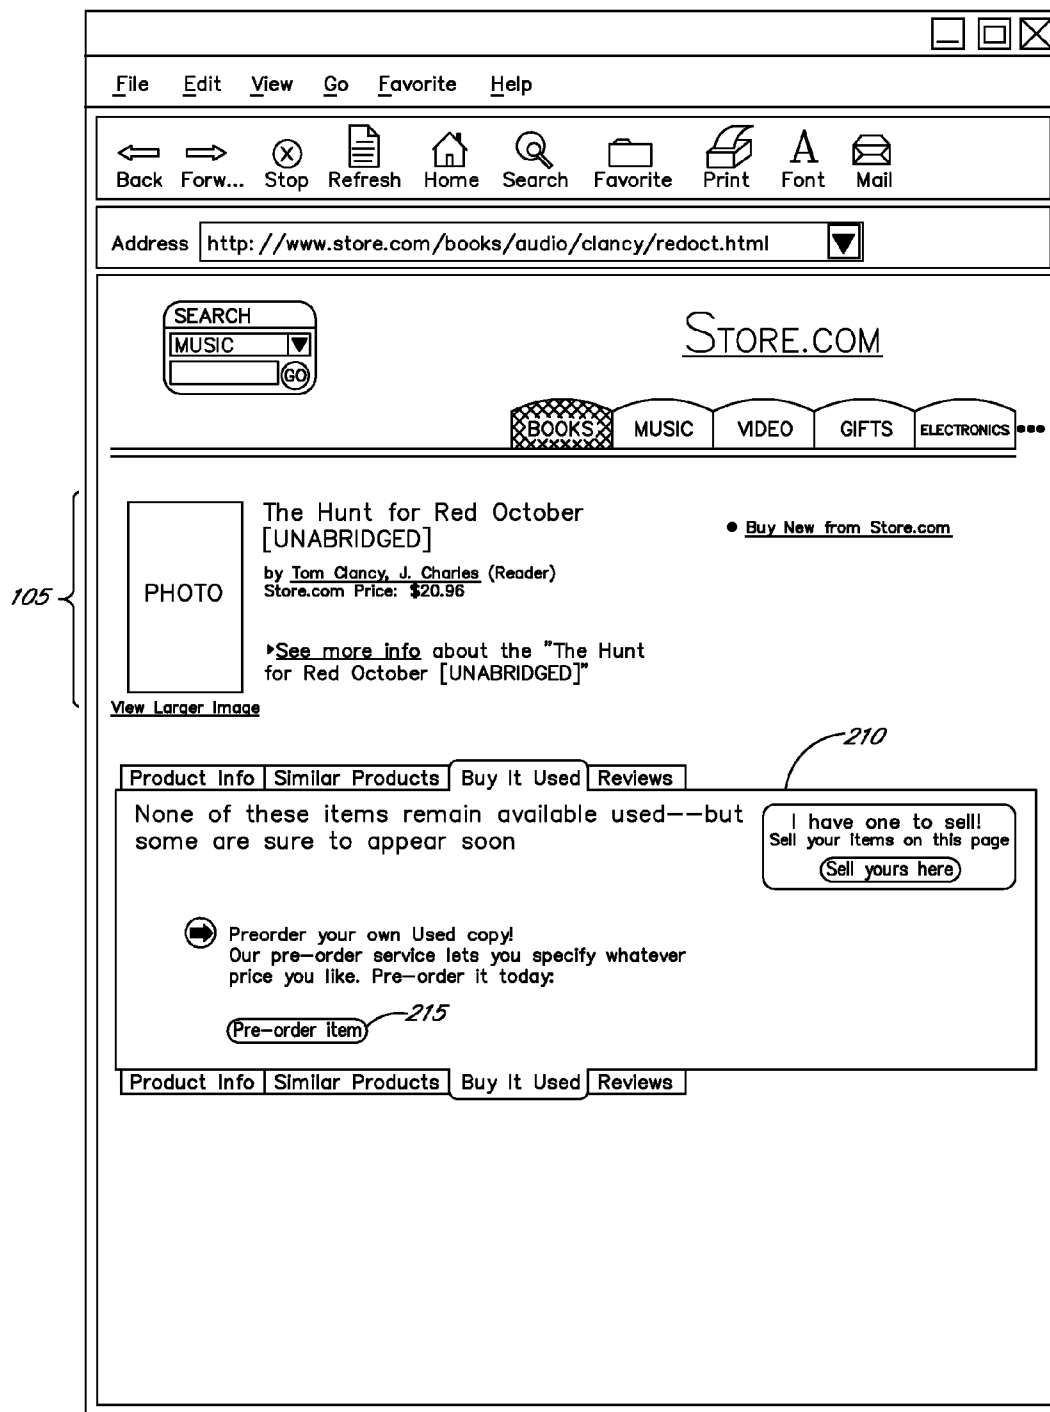 File Edit View Go Favorite Help
Back Forw... Stop Refresh Home Search Favorite Print Font Mail
Address http: //www.store.com/books/audio/clancy/redoct.html
SEARCH
MUSIC
GO
STORE.COM
BOOKS MUSIC VIDEO GIFTS ELECTRONICS •••
105
PHOTO
View Larger Image
The Hunt for Red October
[UNABRIDGED]
by Tom Clancy, J. Charles (Reader)
Store.com Price: $20.96
▸See more info about the "The Hunt
for Red October [UNABRIDGED]"
• Buy New from Store.com
210
Product Info Similar Products Buy It Used Reviews
None of these items remain available used--but
some are sure to appear soon
I have one to sell!
Sell your items on this page
Sell yours here
Preorder your own Used copy!
Our pre-order service lets you specify whatever
price you like. Pre-order it today:
Pre-order item
215
Product Info Similar Products Buy It Used Reviews